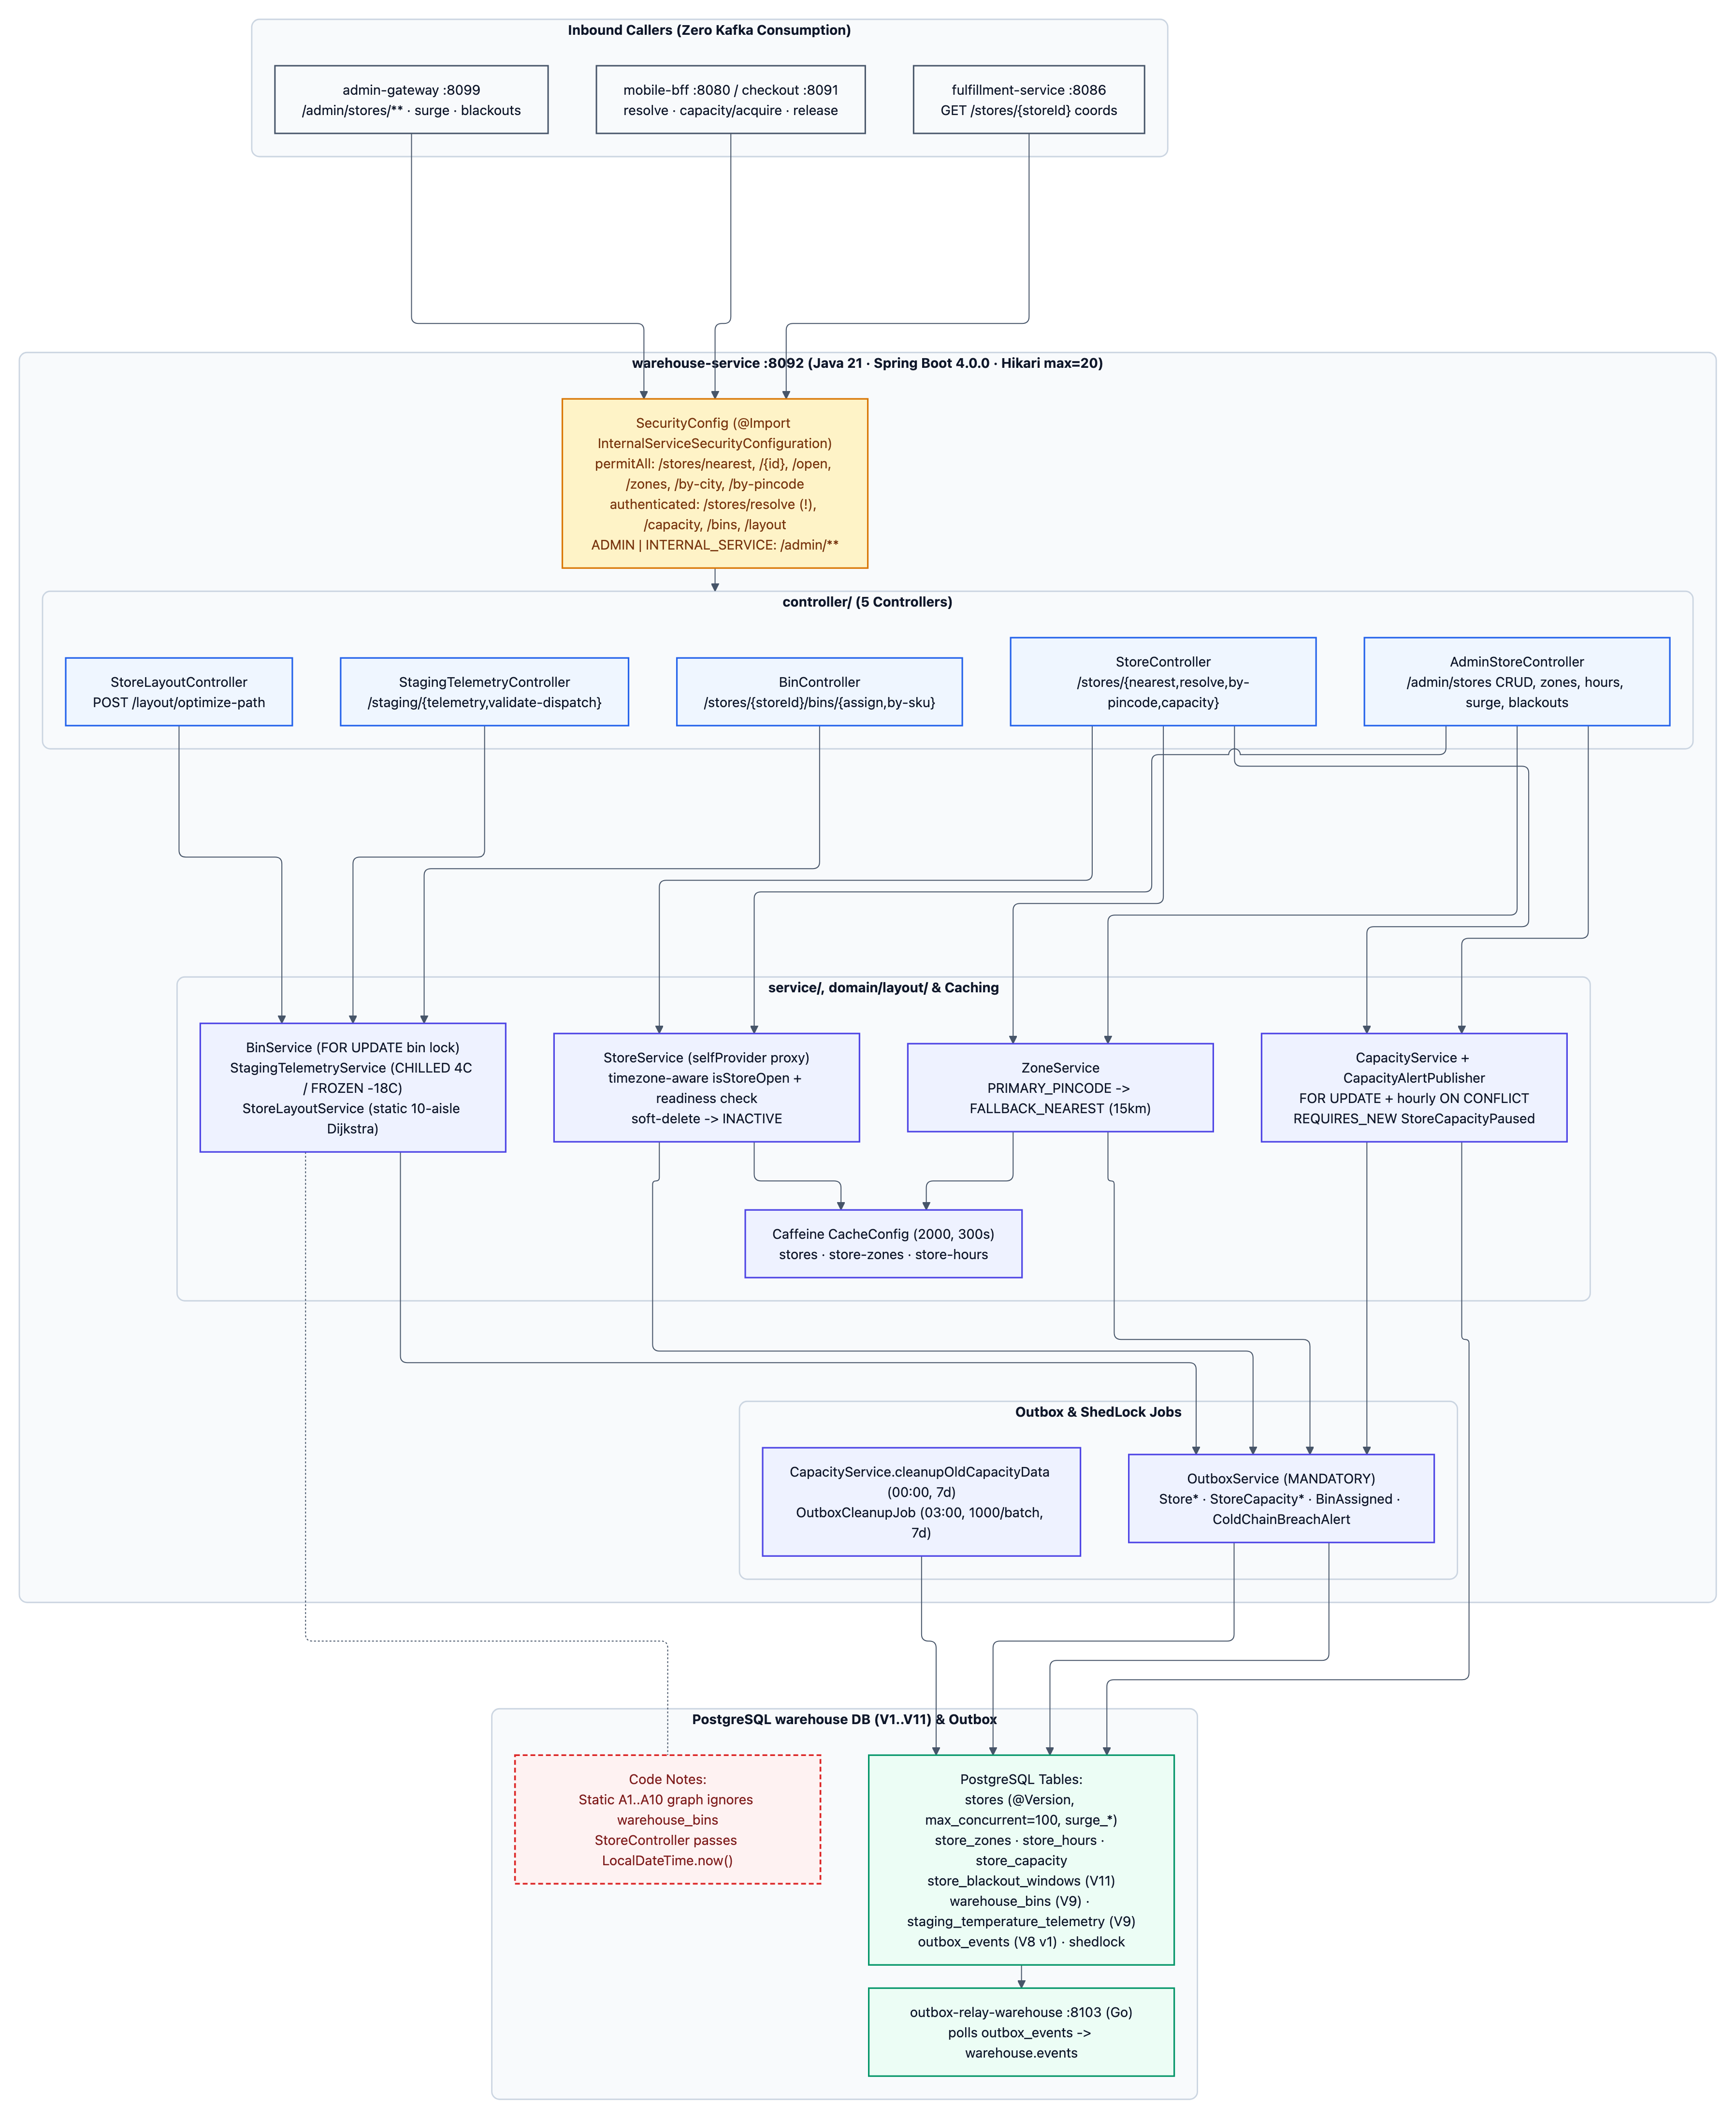 Inbound Callers (Zero Kafka Consumption)
admin-gateway :8099
/admin/stores/** · surge · blackouts
mobile-bff :8080 / checkout :8091
resolve · capacity/acquire · release
fulfillment-service :8086
GET /stores/{storeId} coords
warehouse-service :8092 (Java 21 · Spring Boot 4.0.0 · Hikari max=20)
SecurityConfig (@Import
InternalServiceSecurityConfiguration)
permitAll: /stores/nearest, /{id}, /open,
/zones, /by-city, /by-pincode
authenticated: /stores/resolve (!),
/capacity, /bins, /layout
ADMIN | INTERNAL_SERVICE: /admin/**
controller/ (5 Controllers)
StoreLayoutController
POST /layout/optimize-path
StagingTelemetryController
/staging/{telemetry,validate-dispatch}
BinController
/stores/{storeId}/bins/{assign,by-sku}
StoreController
/stores/{nearest,resolve,by-
pincode,capacity}
AdminStoreController
/admin/stores CRUD, zones, hours,
surge, blackouts
service/, domain/layout/ & Caching
BinService (FOR UPDATE bin lock)
StagingTelemetryService (CHILLED 4C
/ FROZEN -18C)
StoreLayoutService (static 10-aisle
Dijkstra)
StoreService (selfProvider proxy)
timezone-aware isStoreOpen +
readiness check
soft-delete -> INACTIVE
ZoneService
PRIMARY_PINCODE ->
FALLBACK_NEAREST (15km)
CapacityService +
CapacityAlertPublisher
FOR UPDATE + hourly ON CONFLICT
REQUIRES_NEW StoreCapacityPaused
Caffeine CacheConfig (2000, 300s)
stores · store-zones · store-hours
Outbox & ShedLock Jobs
CapacityService.cleanupOldCapacityData
(00:00, 7d)
OutboxCleanupJob (03:00, 1000/batch,
7d)
OutboxService (MANDATORY)
Store* · StoreCapacity* · BinAssigned ·
ColdChainBreachAlert
PostgreSQL warehouse DB (V1..V11) & Outbox
Code Notes:
Static A1..A10 graph ignores
warehouse_bins
StoreController passes
LocalDateTime.now()
PostgreSQL Tables:
stores (@Version,
max_concurrent=100, surge_*)
store_zones · store_hours ·
store_capacity
store_blackout_windows (V11)
warehouse_bins (V9) ·
staging_temperature_telemetry (V9)
outbox_events (V8 v1) · shedlock
outbox-relay-warehouse :8103 (Go)
polls outbox_events ->
warehouse.events